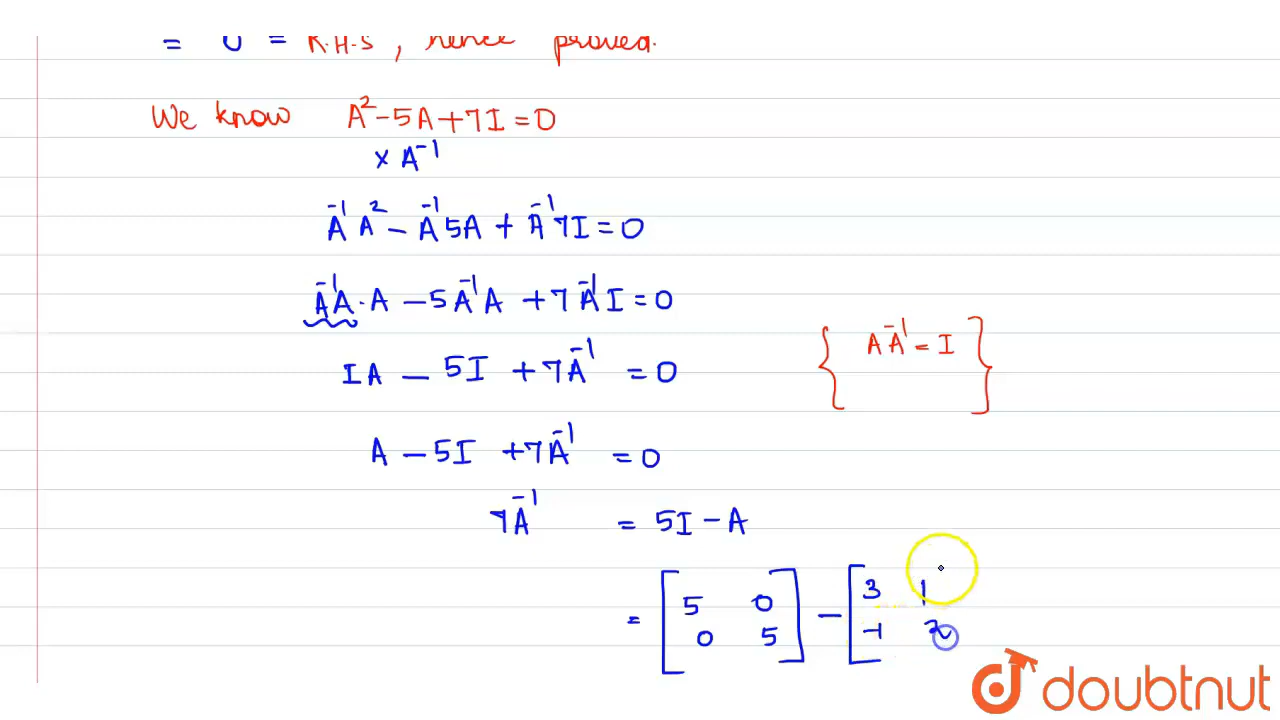 = 0 = R.H.S, hence proved.
We know A²-5A+7I=0
× A⁻¹
A⁻¹A² - A⁻¹5A + A⁻¹7I=0
A⁻¹A·A - 5A⁻¹A + 7A⁻¹I=0
{ AA⁻¹=I }
IA - 5I + 7A⁻¹ =0
A - 5I +7A⁻¹ =0
7A⁻¹ = 5I-A
= [5 0 - [3 1
0 5] -1 2
doubtnut